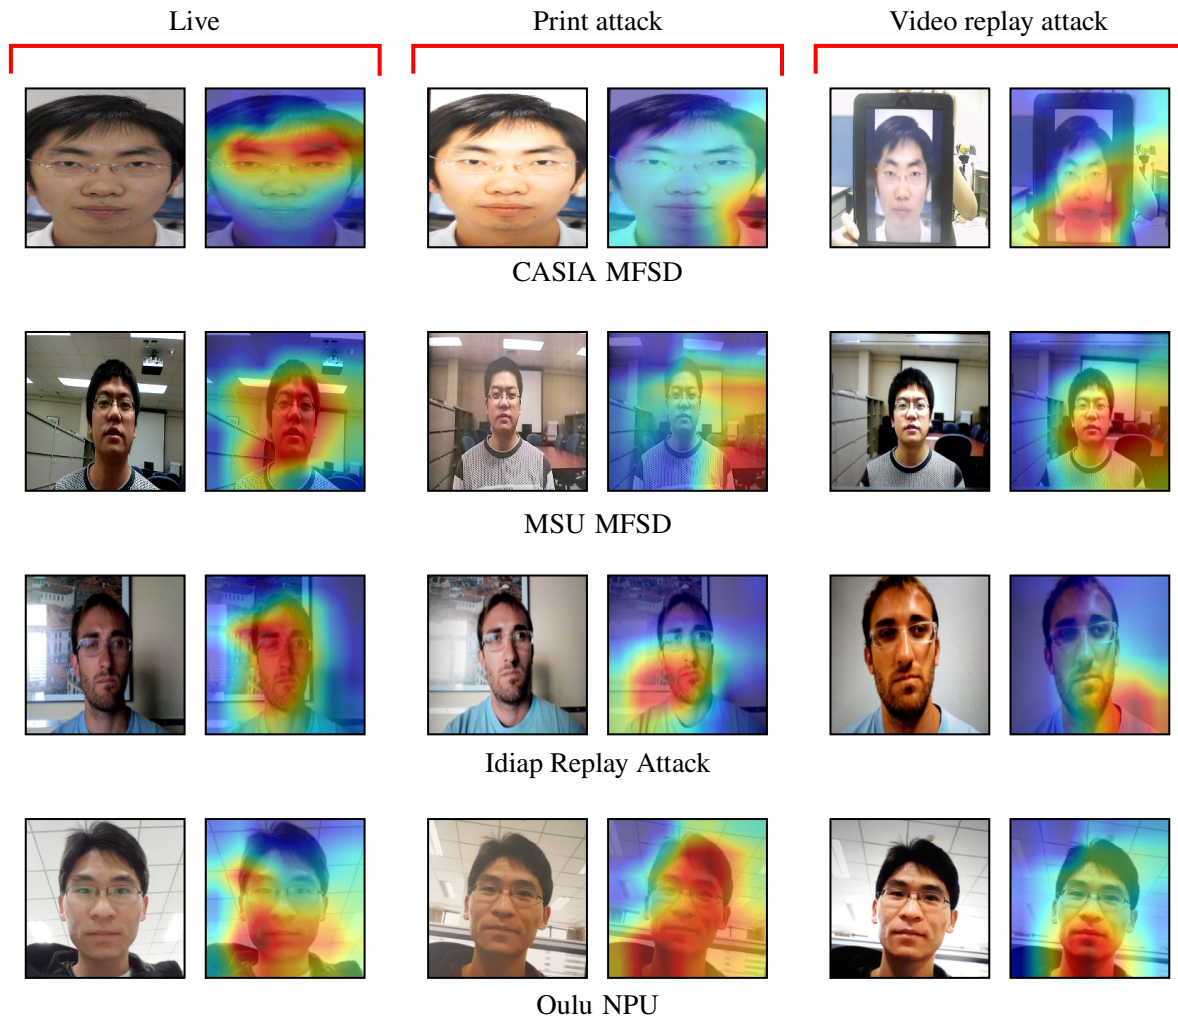 Live
Print attack
Video replay attack
CASIA MFSD
MSU MFSD
Idiap Replay Attack
Oulu NPU